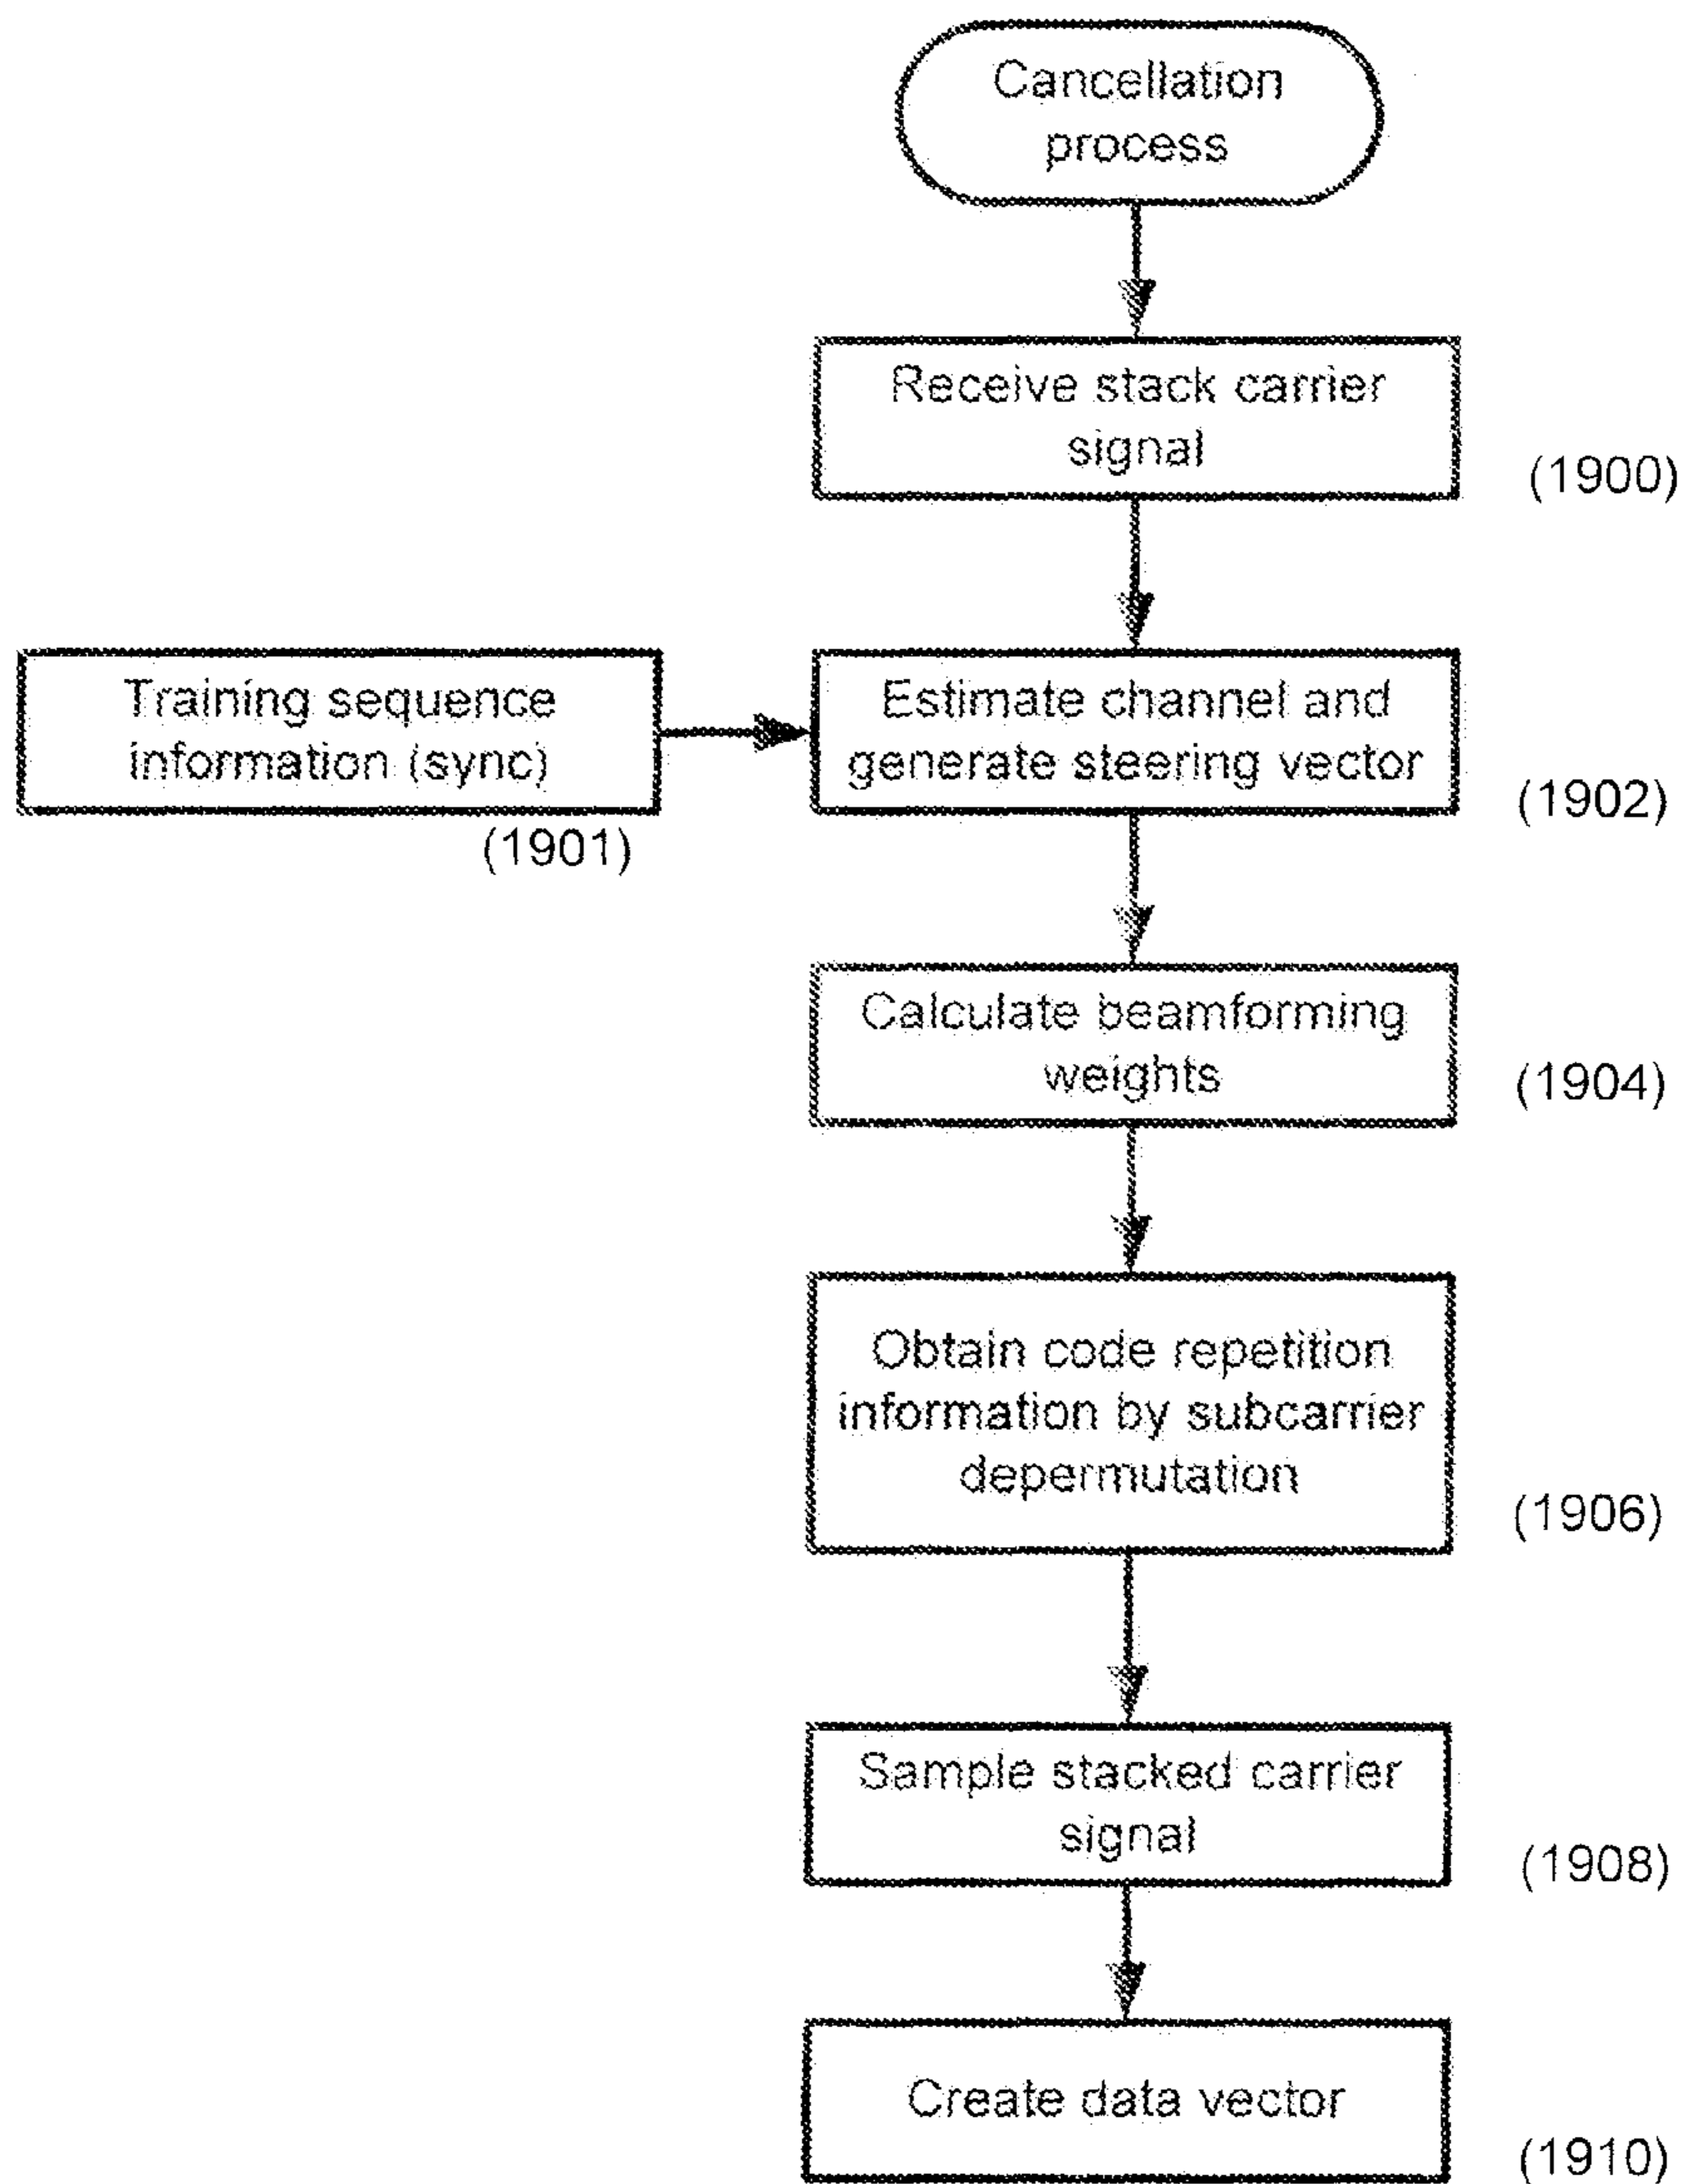 Cancellation
process
Receive stack carrier
signal
(1900)
Training sequence
information (sync)
(1901)
Estimate channel and
generate steering vector
(1902)
Calculate beamforming
weights
(1904)
Obtain code repetition
information by subcarrier
depermutation
(1906)
Sample stacked carrier
signal
(1908)
Create data vector
(1910)